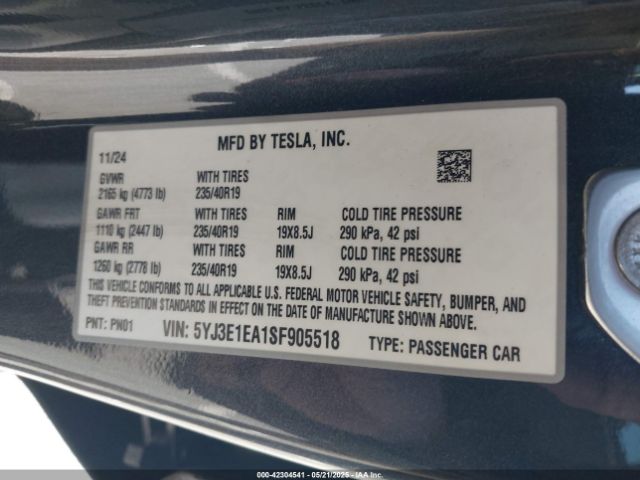 MFD BY TESLA, INC.
11/24
GVWR WITH TIRES
2165 kg (4773 lb) 235/40R19
GAWR FRT WITH TIRES RIM COLD TIRE PRESSURE
1110 kg (2447 lb) 235/40R19 19X8.5J 290 kPa, 42 psi
GAWR RR WITH TIRES RIM COLD TIRE PRESSURE
1260 kg (2778 lb) 235/40R19 19X8.5J 290 kPa, 42 psi
THIS VEHICLE CONFORMS TO ALL APPLICABLE U.S. FEDERAL MOTOR VEHICLE SAFETY, BUMPER, AND
THEFT PREVENTION STANDARDS IN EFFECT ON THE DATE OF MANUFACTURE SHOWN
ABOVE.
PNT: PN01 VIN: 5YJ3E1EA1SF905518 TYPE: PASSENGER CAR
000-42304541 - 05/21/2025 - IAAI.com